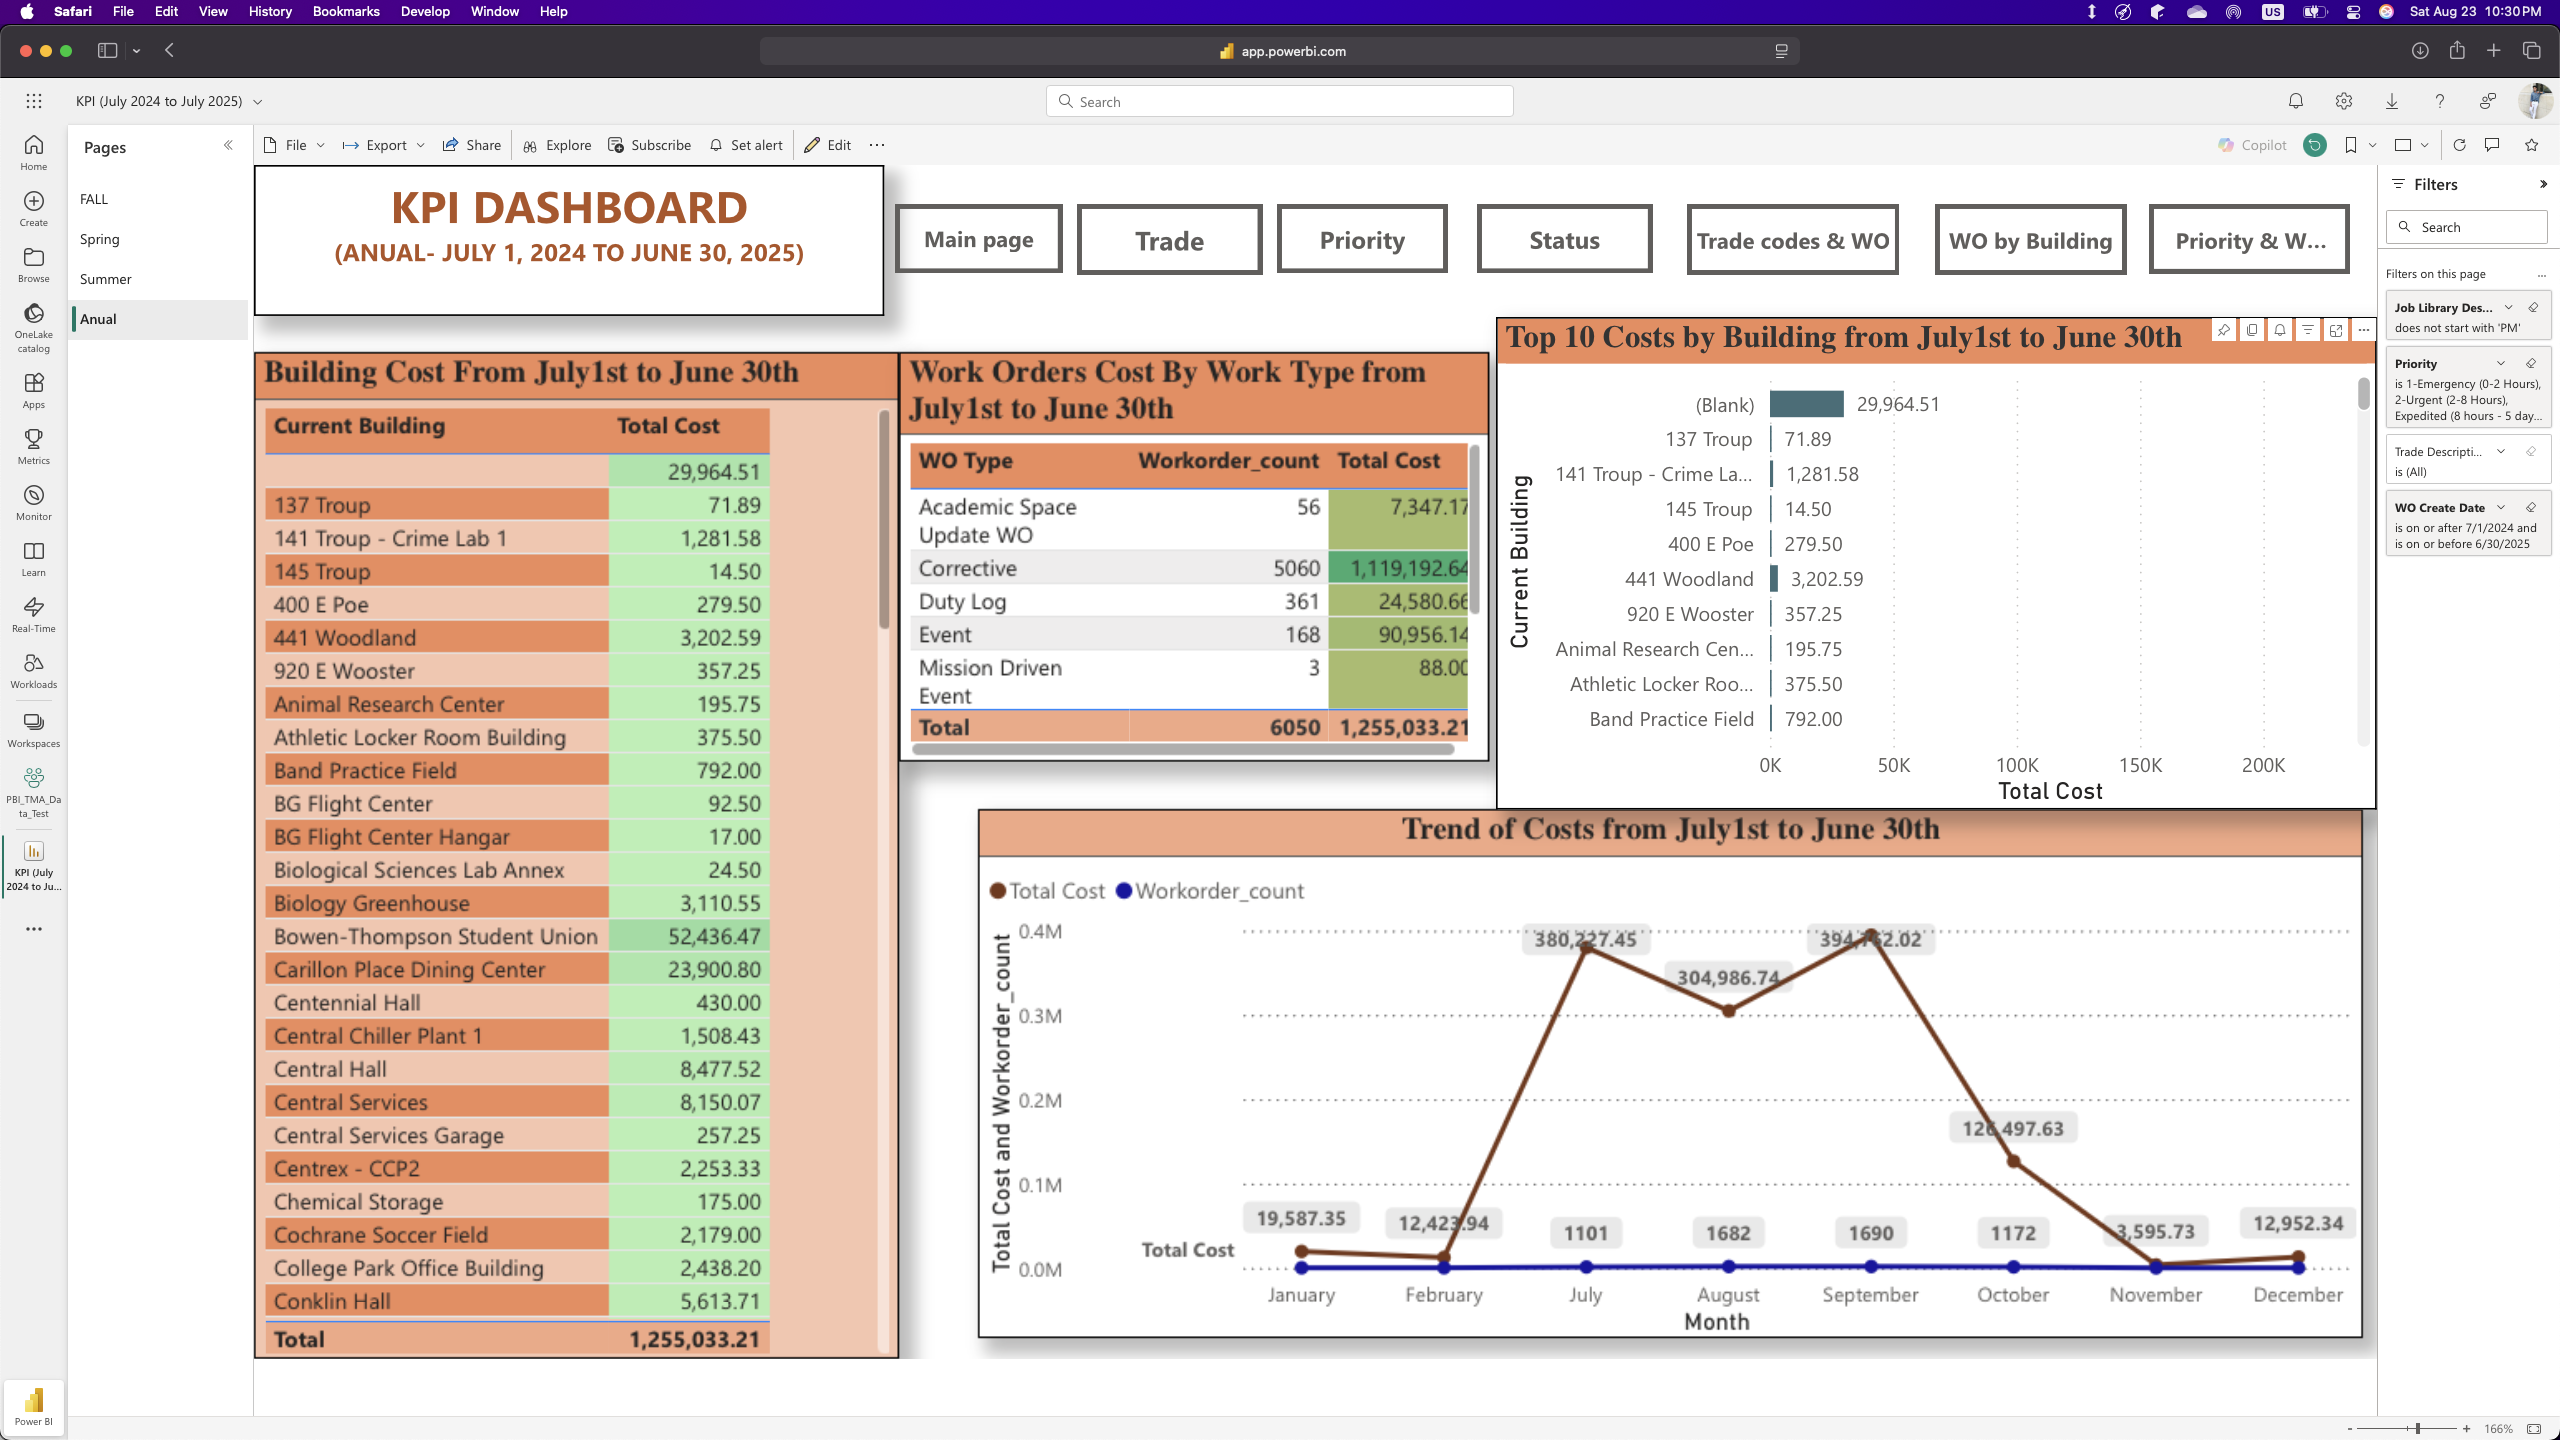 Safari File Edit View History Bookmarks Develop Window Help
US
Sat Aug 23 10:30 PM
app.powerbi.com
KPI (July 2024 to July 2025)
Search
Home
Create
Browse
OneLake
catalog
Apps
Metrics
Monitor
Learn
Real-Time
Workloads
Workspaces
PBI_TMA_Da
ta_Test
KPI (July
2024 to Ju...
Power BI
Pages
FALL
Spring
Summer
Anual
File Export Share Explore Subscribe Set alert Edit
Copilot
KPI DASHBOARD
(ANUAL- JULY 1, 2024 TO JUNE 30, 2025)
Main page
Trade
Priority
Status
Trade codes & WO
WO by Building
Priority & W...
Building Cost From July1st to June 30th
Current Building Total Cost
29,964.51
137 Troup 71.89
141 Troup - Crime Lab 1 1,281.58
145 Troup 14.50
400 E Poe 279.50
441 Woodland 3,202.59
920 E Wooster 357.25
Animal Research Center 195.75
Athletic Locker Room Building 375.50
Band Practice Field 792.00
BG Flight Center 92.50
BG Flight Center Hangar 17.00
Biological Sciences Lab Annex 24.50
Biology Greenhouse 3,110.55
Bowen-Thompson Student Union 52,436.47
Carillon Place Dining Center 23,900.80
Centennial Hall 430.00
Central Chiller Plant 1 1,508.43
Central Hall 8,477.52
Central Services 8,150.07
Central Services Garage 257.25
Centrex - CCP2 2,253.33
Chemical Storage 175.00
Cochrane Soccer Field 2,179.00
College Park Office Building 2,438.20
Conklin Hall 5,613.71
Total 1,255,033.21
Work Orders Cost By Work Type from
July1st to June 30th
WO Type Workorder_count Total Cost
Academic Space 56 7,347.17
Update WO
Corrective 5060 1,119,192.64
Duty Log 361 24,580.66
Event 168 90,956.14
Mission Driven 3 88.00
Event
Total 6050 1,255,033.21
Top 10 Costs by Building from July1st to June 30th
Current Building
(Blank) 29,964.51
137 Troup 71.89
141 Troup - Crime La... 1,281.58
145 Troup 14.50
400 E Poe 279.50
441 Woodland 3,202.59
920 E Wooster 357.25
Animal Research Cen... 195.75
Athletic Locker Roo... 375.50
Band Practice Field 792.00
0K 50K 100K 150K 200K
Total Cost
Trend of Costs from July1st to June 30th
Total Cost Workorder_count
Total Cost and Workorder_count
0.4M
0.3M
0.2M
0.1M
0.0M
380,227.45
304,986.74
126,497.63
19,587.35
12,423.94
1101
1682
1690
1172
3,595.73
12,952.34
Total Cost
January February July August September October November December
Month
Filters
Search
Filters on this page
Job Library Des...
does not start with 'PM'
Priority
is 1-Emergency (0-2 Hours),
2-Urgent (2-8 Hours),
Expedited (8 hours - 5 day...
Trade Descripti...
is (All)
WO Create Date
is on or after 7/1/2024 and
is on or before 6/30/2025
- + 166%